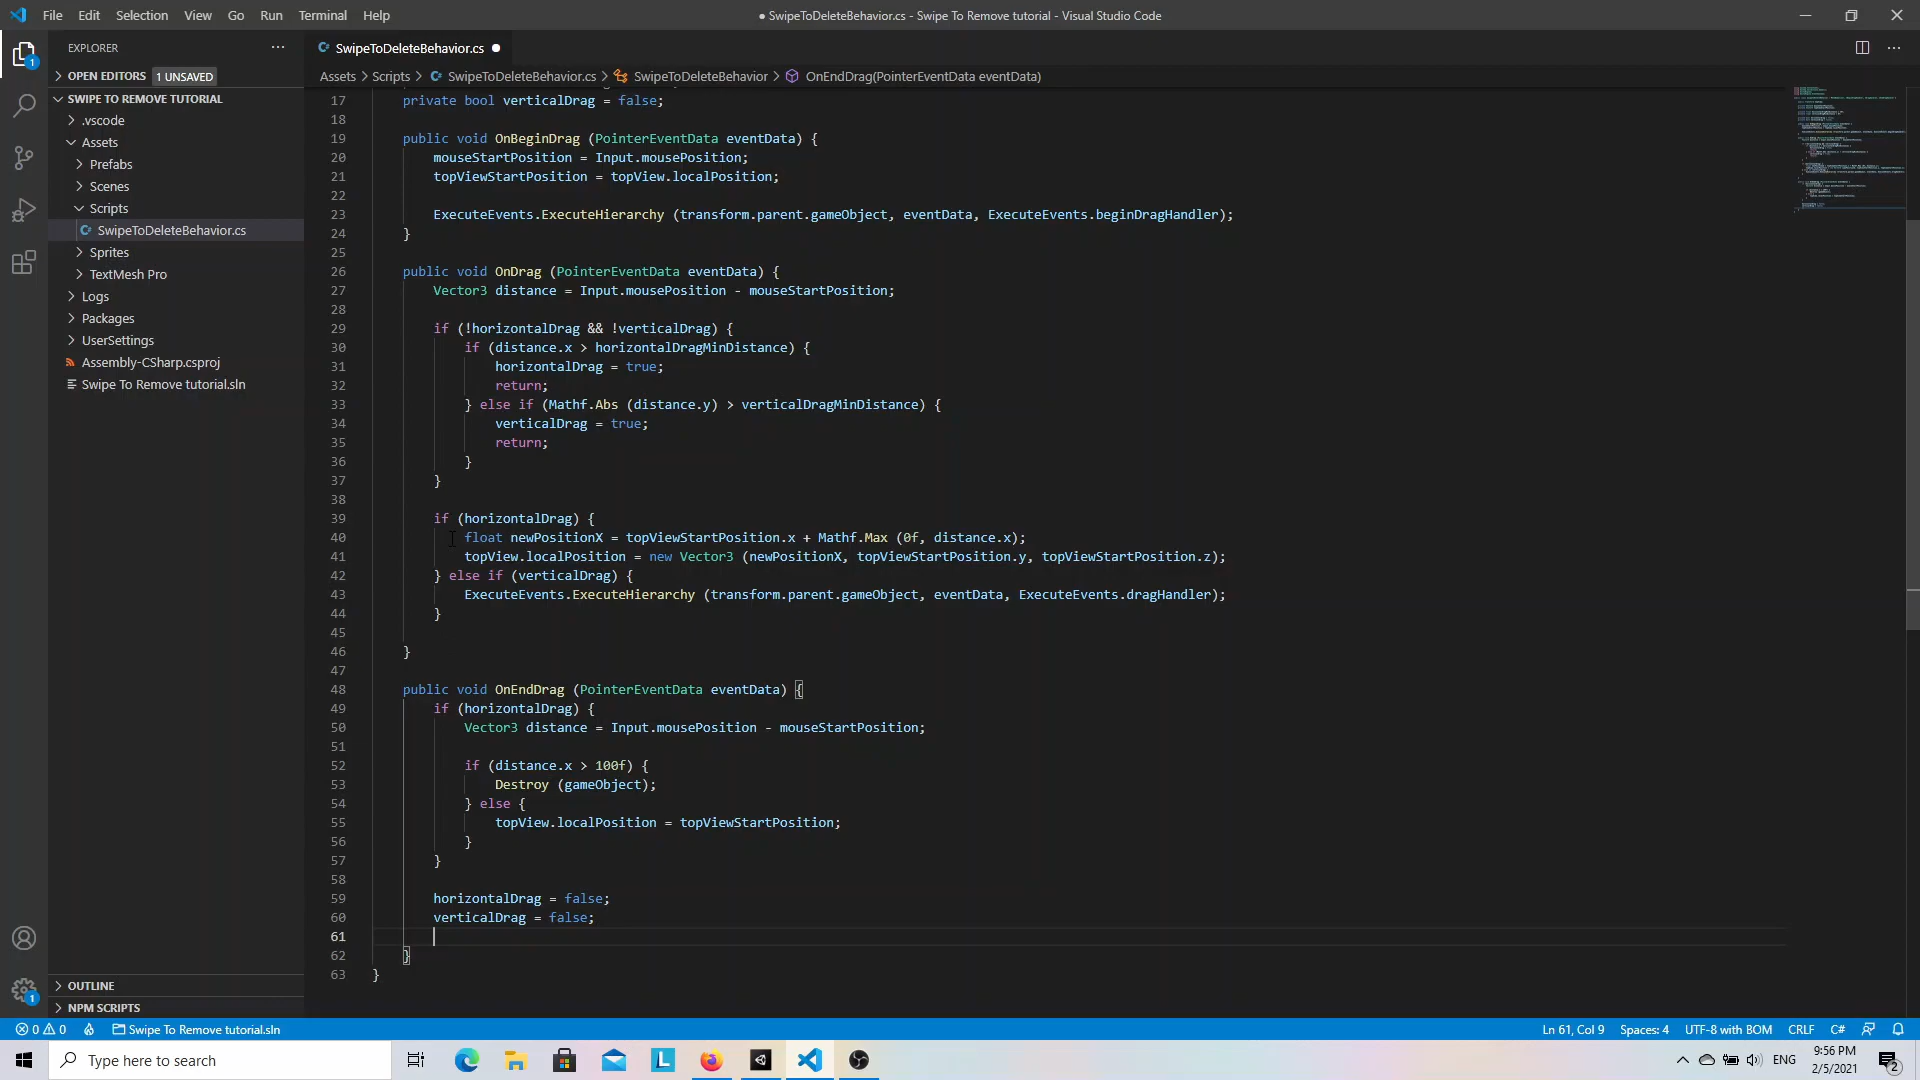 File Edit Selection View Go Run Terminal Help
● SwipeToDeleteBehavior.cs - Swipe To Remove tutorial - Visual Studio Code
EXPLORER
OPEN EDITORS 1 UNSAVED
SWIPE TO REMOVE TUTORIAL
.vscode
Assets
Prefabs
Scenes
Scripts
SwipeToDeleteBehavior.cs
Sprites
TextMesh Pro
Logs
Packages
UserSettings
Assembly-CSharp.csproj
Swipe To Remove tutorial.sln
OUTLINE
NPM SCRIPTS
SwipeToDeleteBehavior.cs ●
Assets > Scripts > SwipeToDeleteBehavior.cs > SwipeToDeleteBehavior > OnEndDrag(PointerEventData eventData)
17 private bool verticalDrag = false;
18
19 public void OnBeginDrag (PointerEventData eventData) {
20 mouseStartPosition = Input.mousePosition;
21 topViewStartPosition = topView.localPosition;
22
23 ExecuteEvents.ExecuteHierarchy (transform.parent.gameObject, eventData, ExecuteEvents.beginDragHandler);
24 }
25
26 public void OnDrag (PointerEventData eventData) {
27 Vector3 distance = Input.mousePosition - mouseStartPosition;
28
29 if (!horizontalDrag && !verticalDrag) {
30 if (distance.x > horizontalDragMinDistance) {
31 horizontalDrag = true;
32 return;
33 } else if (Mathf.Abs (distance.y) > verticalDragMinDistance) {
34 verticalDrag = true;
35 return;
36 }
37 }
38
39 if (horizontalDrag) {
40 float newPositionX = topViewStartPosition.x + Mathf.Max (0f, distance.x);
41 topView.localPosition = new Vector3 (newPositionX, topViewStartPosition.y, topViewStartPosition.z);
42 } else if (verticalDrag) {
43 ExecuteEvents.ExecuteHierarchy (transform.parent.gameObject, eventData, ExecuteEvents.dragHandler);
44 }
45
46 }
47
48 public void OnEndDrag (PointerEventData eventData) {
49 if (horizontalDrag) {
50 Vector3 distance = Input.mousePosition - mouseStartPosition;
51
52 if (distance.x > 100f) {
53 Destroy (gameObject);
54 } else {
55 topView.localPosition = topViewStartPosition;
56 }
57 }
58
59 horizontalDrag = false;
60 verticalDrag = false;
61
62 }
63 }
0 0 Swipe To Remove tutorial.sln
Ln 61, Col 9 Spaces: 4 UTF-8 with BOM CRLF C#
Type here to search
ENG
9:56 PM
2/5/2021
2